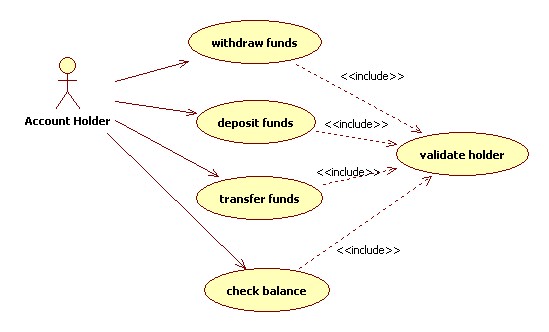 withdraw funds
<<include>>
Account Holder
deposit funds
<<include>>
validate holder
<<include>>
transfer funds
<<include>>
check balance